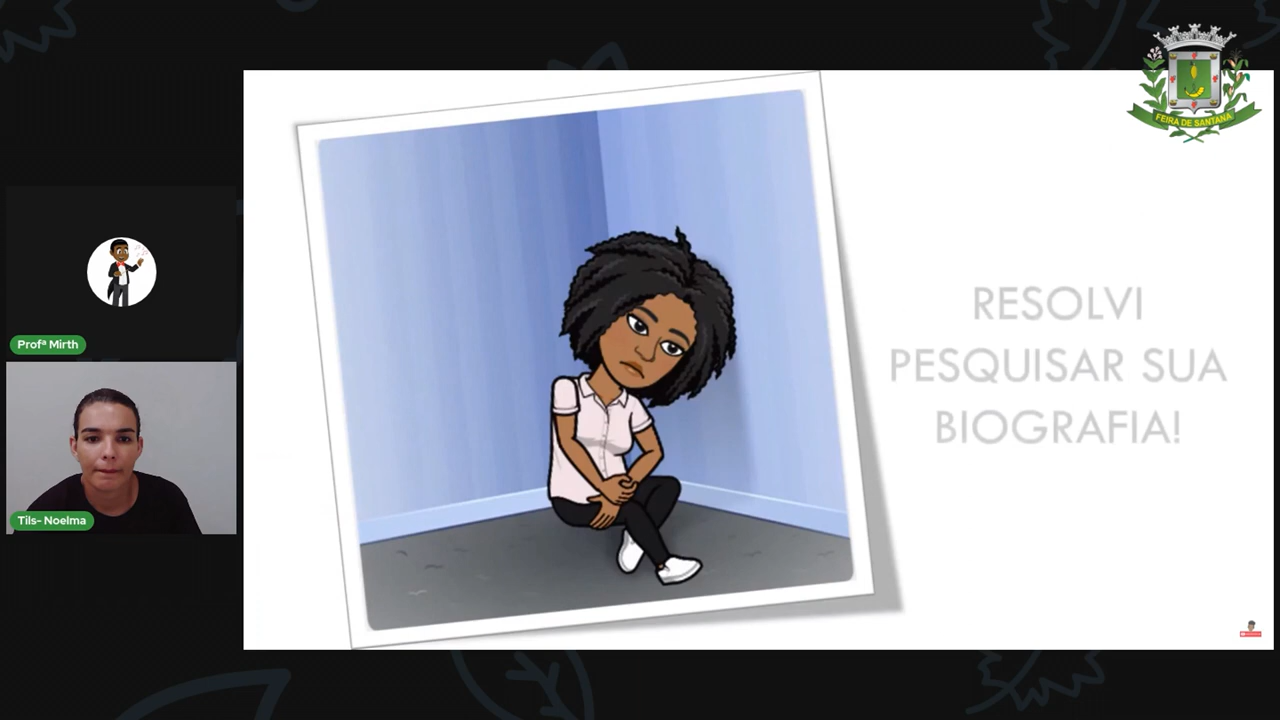 FEIRA DE SANTANA
RESOLVI
PESQUISAR SUA
BIOGRAFIA!
Profª Mirth
Tils- Noelma